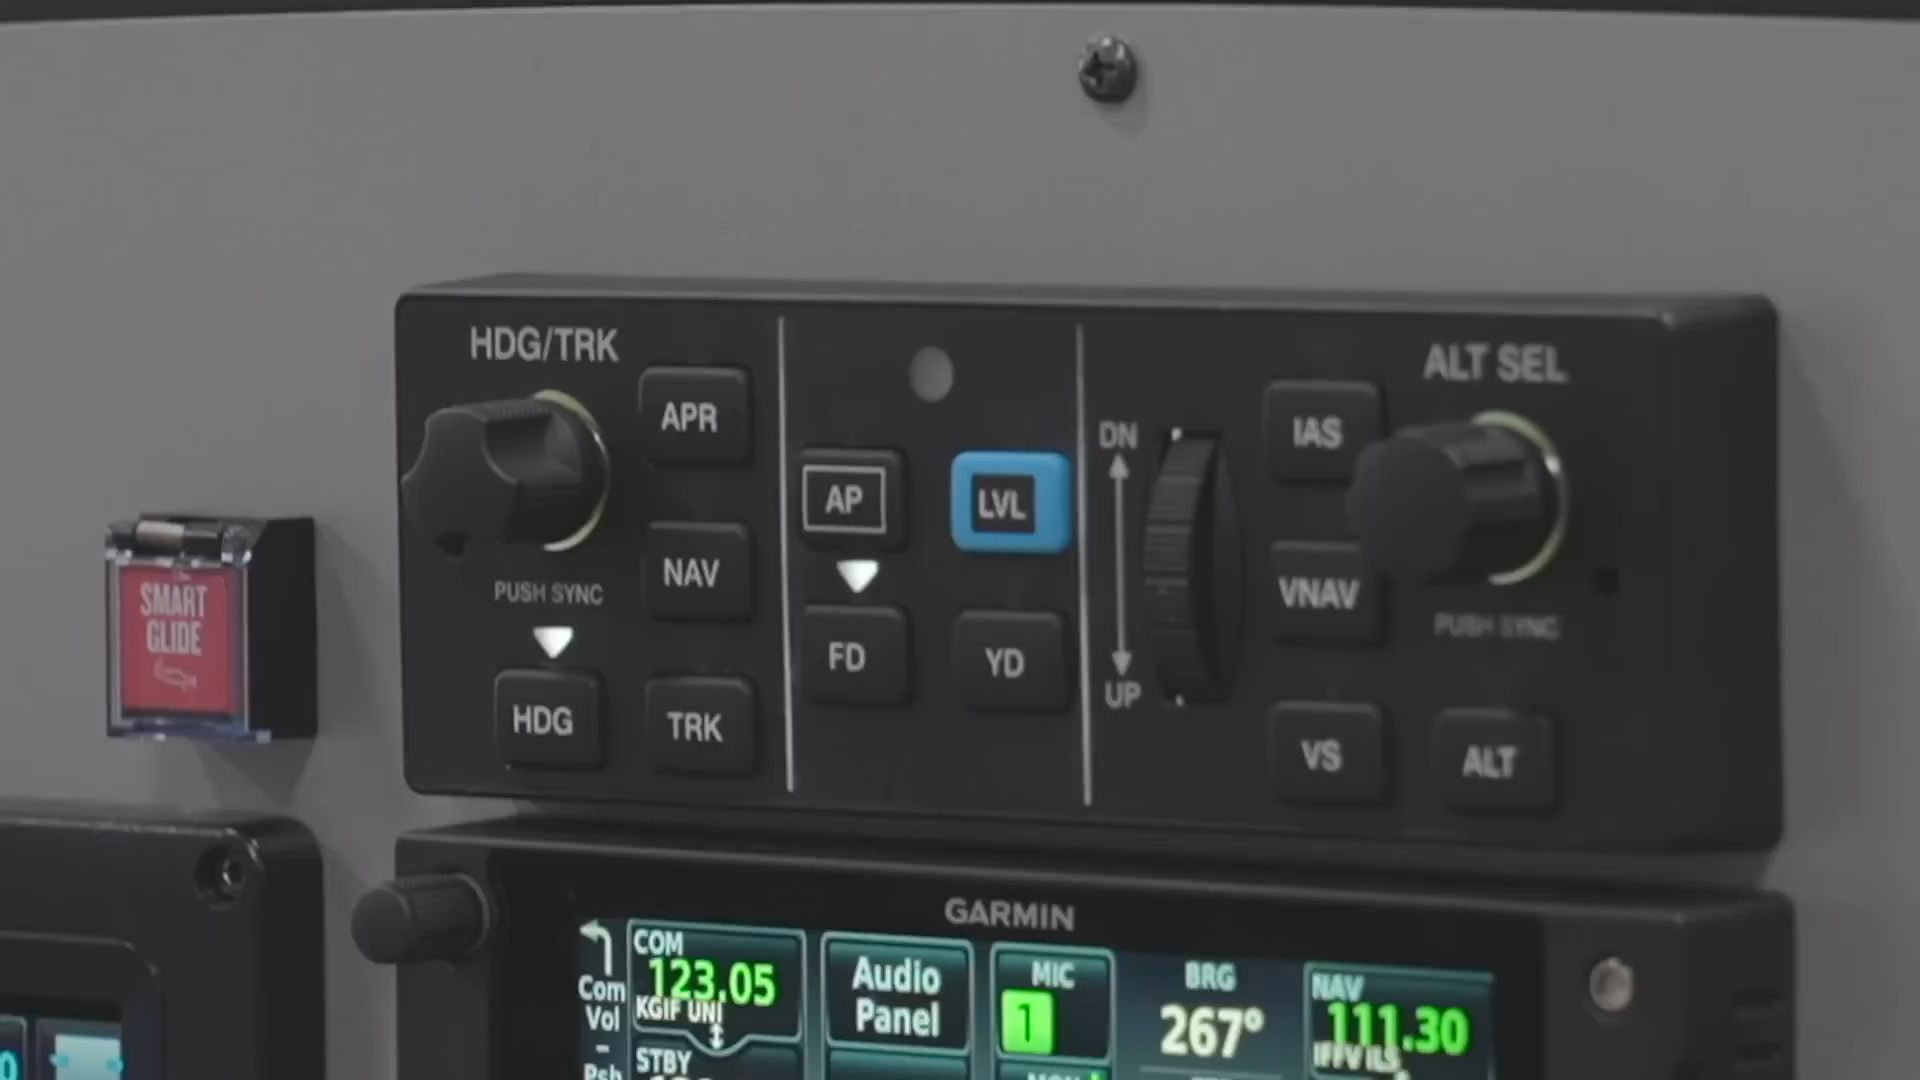 HDG/TRK
APR
NAV
PUSH SYNC
HDG
TRK
AP
LVL
FD
YD
DN
UP
ALT SEL
IAS
VNAV
PUSH SYNC
VS
ALT
SMART
GLIDE
GARMIN
Com
Vol
-
Psh
COM
123.05
KGIF UNI
STBY
Audio
Panel
MIC
1
BRG
267°
NAV
111.30